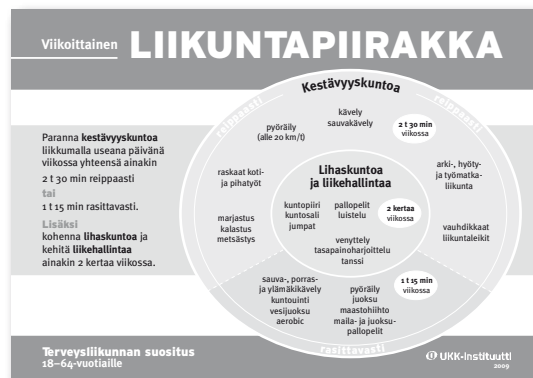 Viikoittainen LIIKUNTAPIIRAKKA
Paranna kestävyyskuntoa
liikkumalla useana päivänä
viikossa yhteensä ainakin
2 t 30 min reippaasti
tai
1 t 15 min rasittavasti.
Lisäksi
kohenna lihaskuntoa ja
kehitä liikehallintaa
ainakin 2 kertaa viikossa.
Kestävyyskuntoa
reippaasti
reippaasti
kävely
sauvakävely
2 t 30 min
viikossa
pyöräily
(alle 20 km/t)
raskaat koti-
ja pihatyöt
marjastus
kalastus
metsästys
arki-, hyöty-
ja työmatka-
liikunta
vauhdikkaat
liikuntaleikit
Lihaskuntoa
ja liikehallintaa
kuntopiiri
kuntosali
jumpat
pallopelit
luistelu
2 kertaa
viikossa
venyttely
tasapainoharjoittelu
tanssi
sauva-, porras-
ja ylämäkikävely
kuntouinti
vesijuoksu
aerobic
pyöräily
juoksu
maastohiihto
maila- ja juoksu-
pallopelit
1 t 15 min
viikossa
rasittavasti
Terveysliikunnan suositus
18–64-vuotiaille
UKK-instituutti
2009